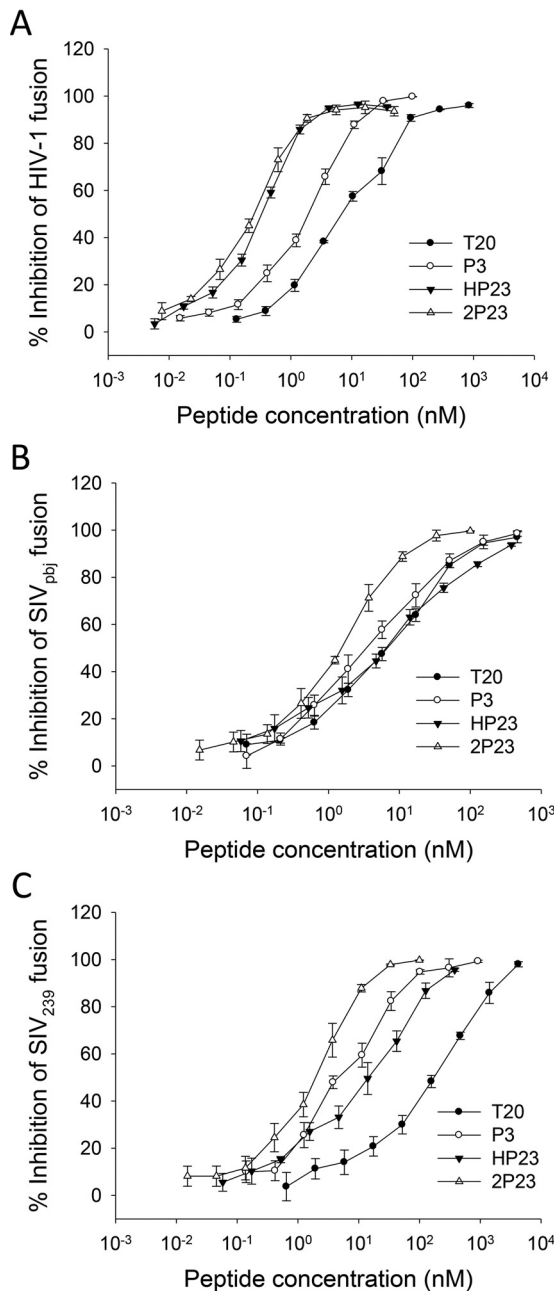 A
% Inhibition of HIV-1 fusion
120
100
80
60
40
20
0
T20
P3
HP23
2P23
10-3 10-2 10-1 100 101 102 103 104
Peptide concentration (nM)
B
% Inhibition of SIVpbj fusion
120
100
80
60
40
20
0
T20
P3
HP23
2P23
10-3 10-2 10-1 100 101 102 103
Peptide concentration (nM)
C
% Inhibition of SIV239 fusion
120
100
80
60
40
20
0
T20
P3
HP23
2P23
10-3 10-2 10-1 100 101 102 103 104
Peptide concentration (nM)